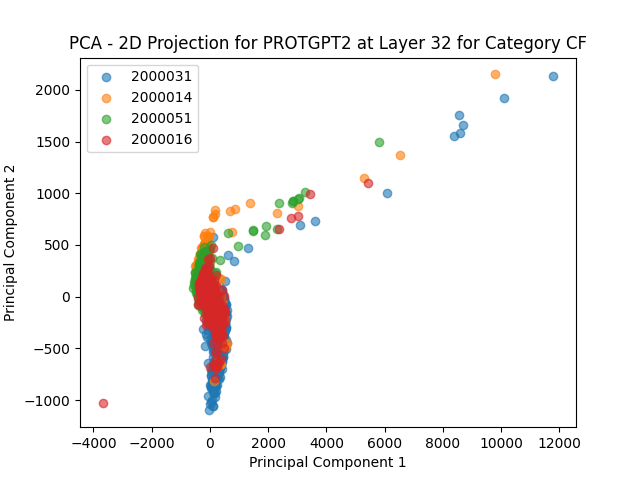 PCA - 2D Projection for PROTGPT2 at Layer 32 for Category CF
2000031
2000014
2000051
2000016
Principal Component 2
2000
1500
1000
500
0
−500
−1000
−4000 −2000 0 2000 4000 6000 8000 10000 12000
Principal Component 1